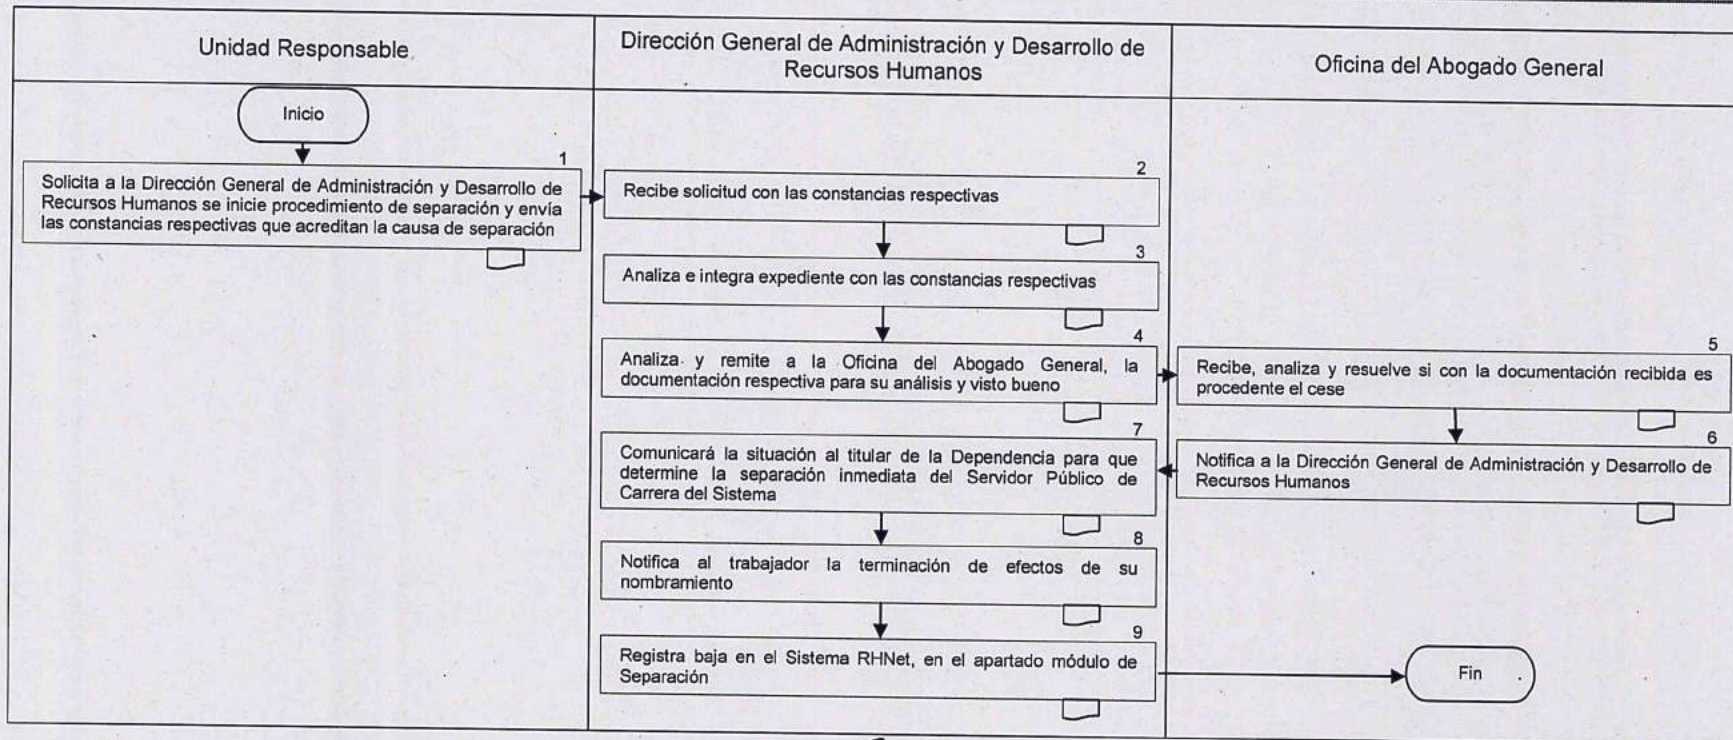 Unidad Responsable
Dirección General de Administración y Desarrollo de
Recursos Humanos
Oficina del Abogado General
Inicio
1
Solicita a la Dirección General de Administración y Desarrollo de
Recursos Humanos se inicie procedimiento de separación y envía
las constancias respectivas que acreditan la causa de separación
2
Recibe solicitud con las constancias respectivas
3
Analiza e integra expediente con las constancias respectivas
4
Analiza y remite a la Oficina del Abogado General, la
documentación respectiva para su análisis y visto bueno
5
Recibe, analiza y resuelve si con la documentación recibida es
procedente el cese
6
Notifica a la Dirección General de Administración y Desarrollo de
Recursos Humanos
7
Comunicará la situación al titular de la Dependencia para que
determine la separación inmediata del Servidor Público de
Carrera del Sistema
8
Notifica al trabajador la terminación de efectos de su
nombramiento
9
Registra baja en el Sistema RHNet, en el apartado módulo de
Separación
Fin